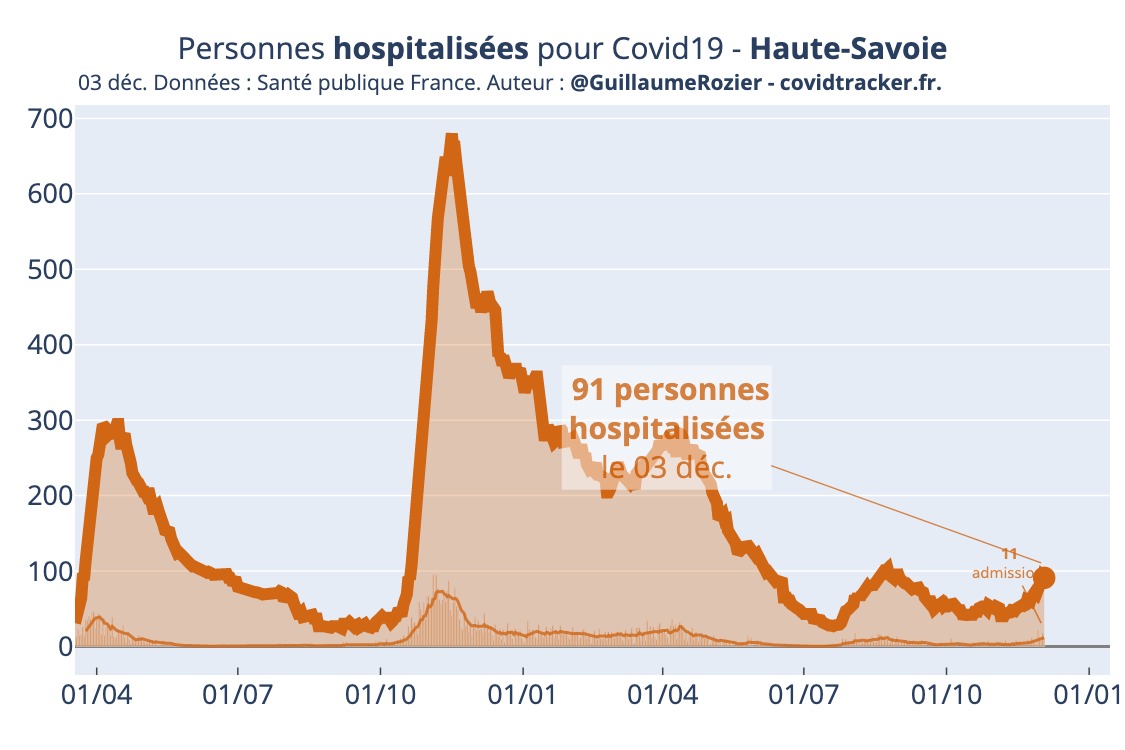 Personnes hospitalisées pour Covid19 - Haute-Savoie
03 déc. Données : Santé publique France. Auteur : @GuillaumeRozier - covidtracker.fr.
700
600
500
400
300
200
100
0
91 personnes
hospitalisées
le 03 déc.
11
admissio
01/04 01/07 01/10 01/01 01/04 01/07 01/10 01/01